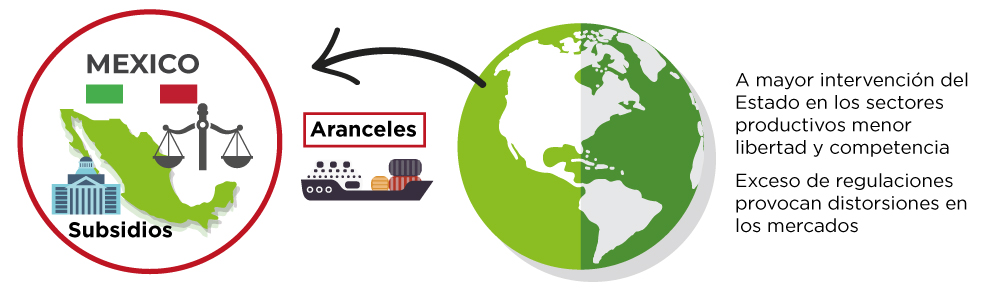 MEXICO
Subsidios
Aranceles
A mayor intervención del
Estado en los sectores
productivos menor
libertad y competencia
Exceso de regulaciones
provocan distorsiones en
los mercados